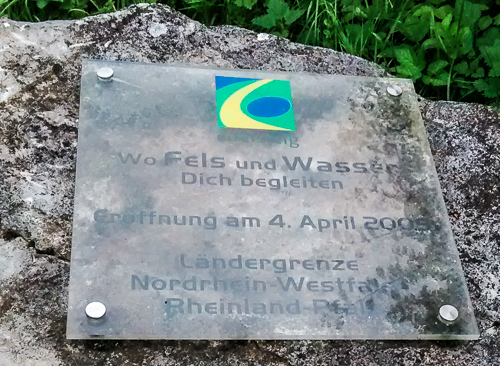 Wo Fels und Wasser
Dich begleiten
Eröffnung am 4. April
Ländergrenze
Nordrhein-Westfalen
Rheinland-Pfalz